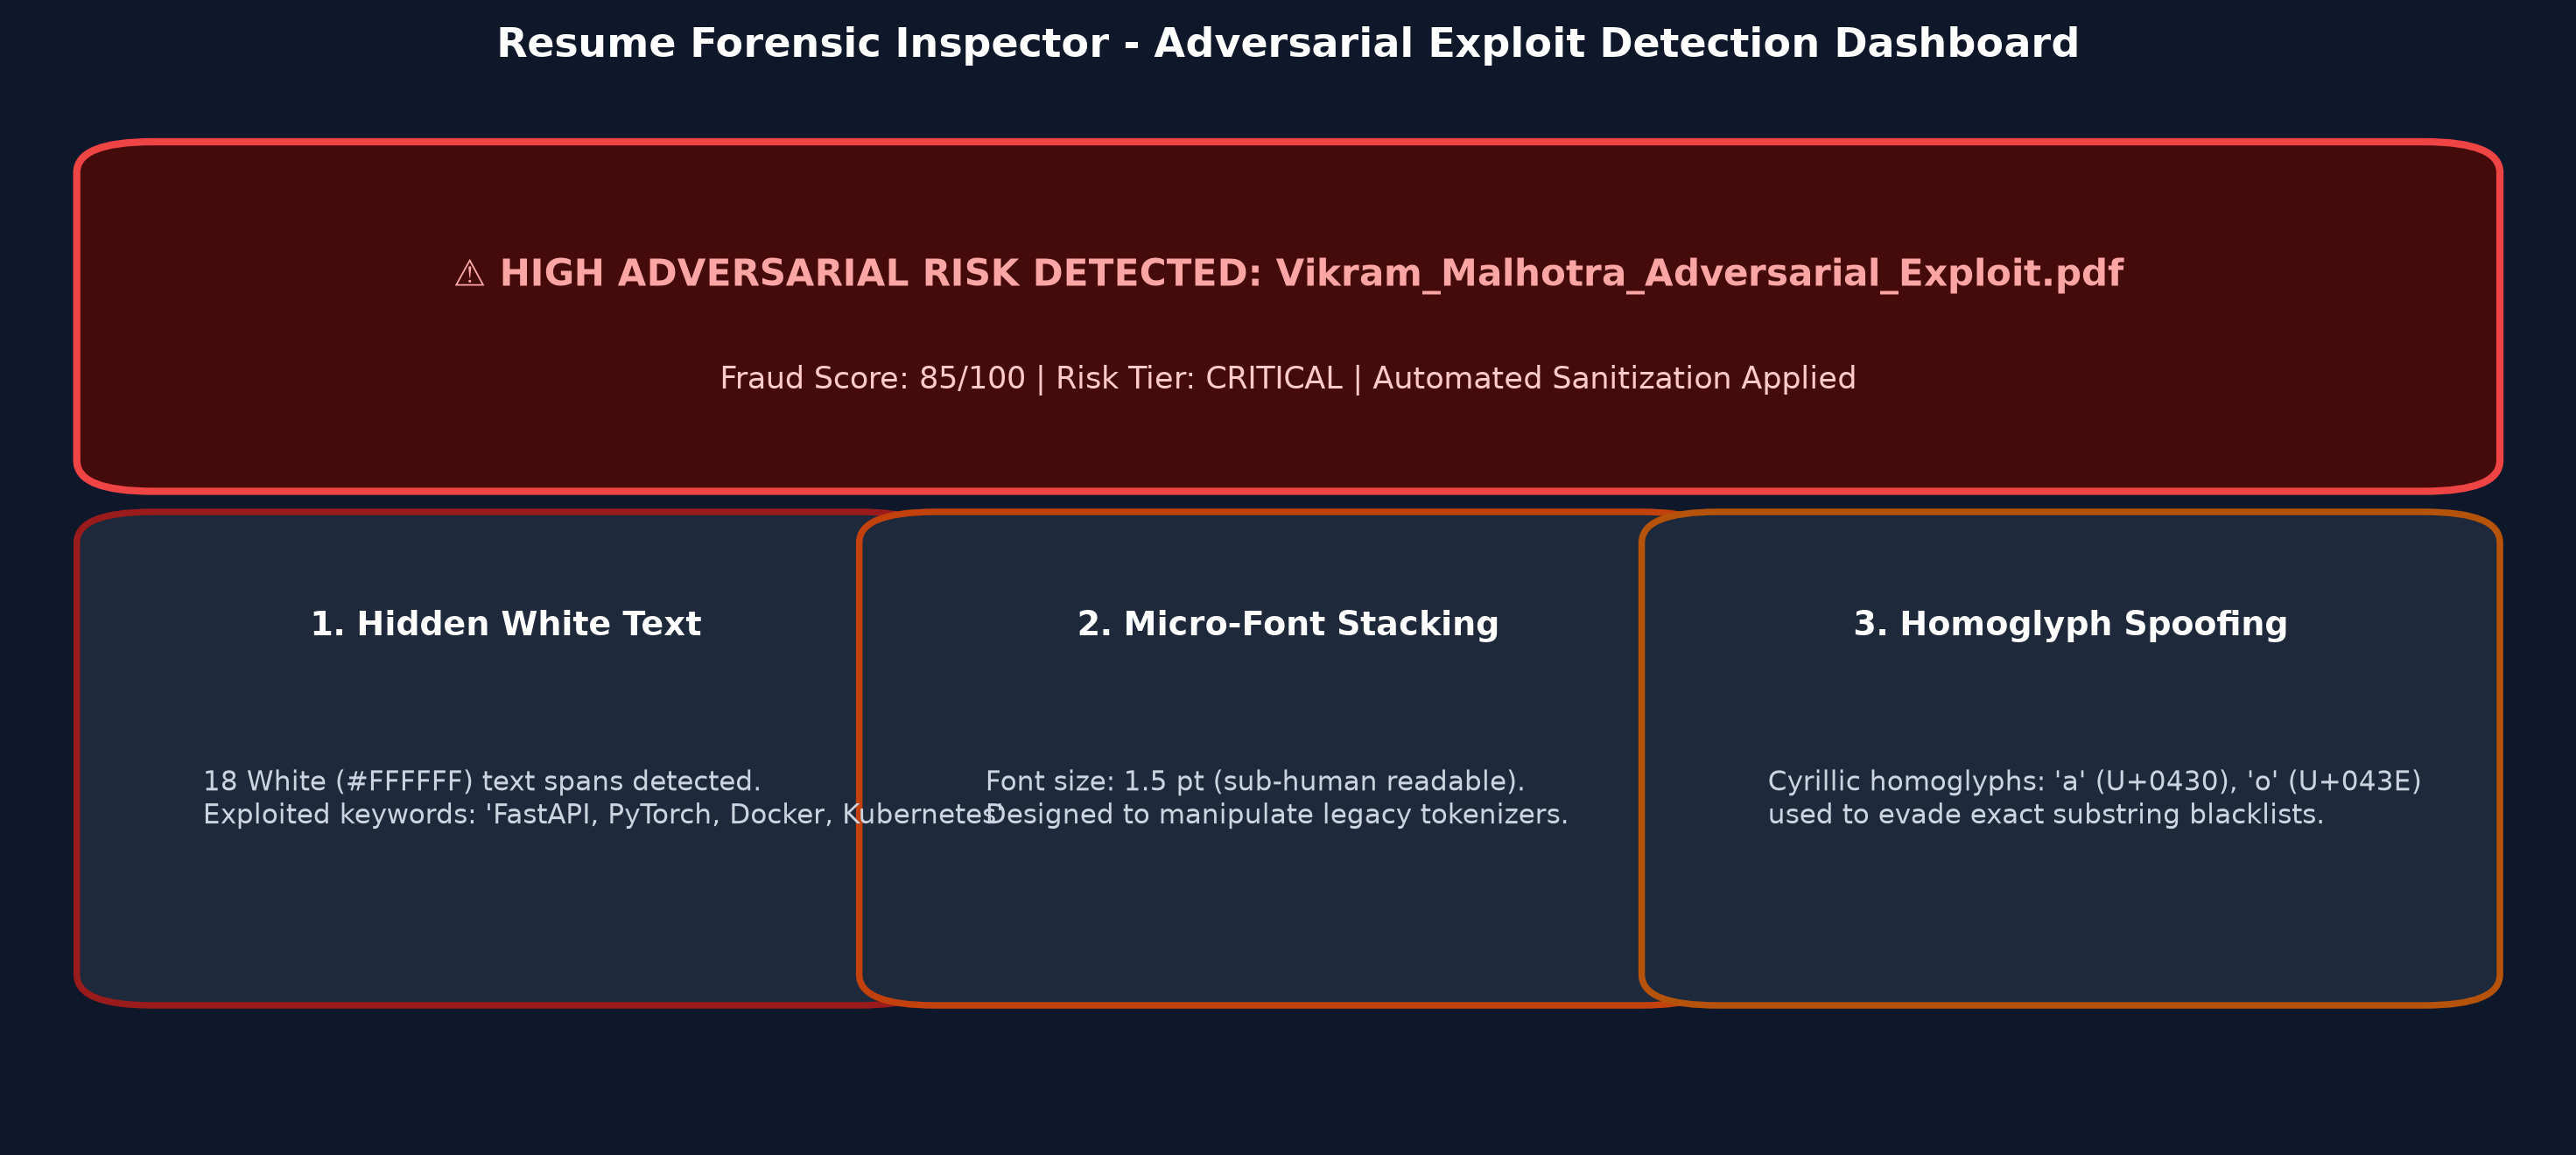 Resume Forensic Inspector - Adversarial Exploit Detection Dashboard
⚠ HIGH ADVERSARIAL RISK DETECTED: Vikram_Malhotra_Adversarial_Exploit.pdf
Fraud Score: 85/100 | Risk Tier: CRITICAL | Automated Sanitization Applied
1. Hidden White Text
18 White (#FFFFFF) text spans detected.
Exploited keywords: 'FastAPI, PyTorch, Docker, Kubernetes'
2. Micro-Font Stacking
Font size: 1.5 pt (sub-human readable).
Designed to manipulate legacy tokenizers.
3. Homoglyph Spoofing
Cyrillic homoglyphs: 'a' (U+0430), 'o' (U+043E)
used to evade exact substring blacklists.